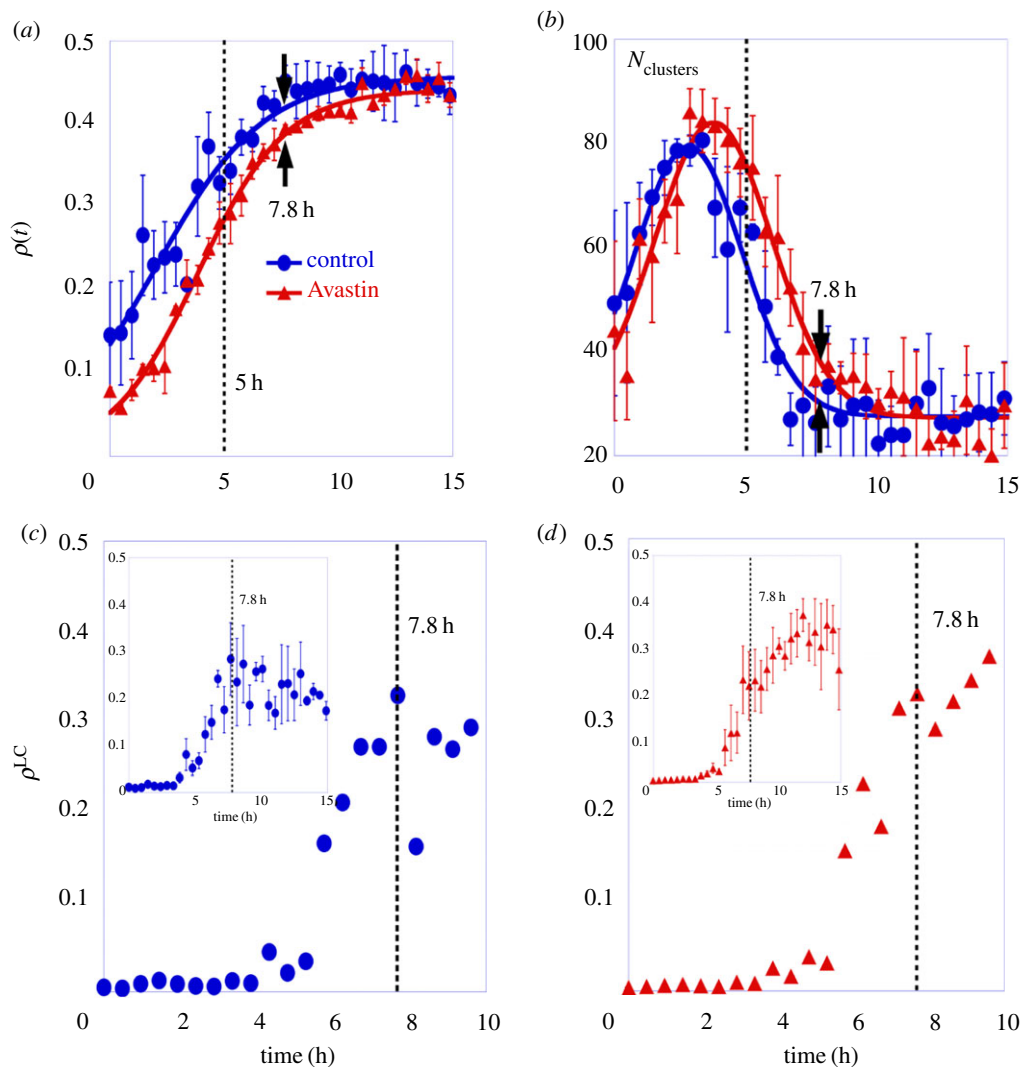 (a)
0.5
0.4
0.3
0.2
0.1
ρ(t)
7.8 h
control
Avastin
5 h
0 5 10 15
(b)
100
80
60
40
20
Nclusters
7.8 h
0 5 10 15
(c)
0.5
0.4
0.3
0.2
0.1
ρLC
0.5
0.4
0.3
0.2
0.1
0
7.8 h
5 10 15
time (h)
7.8 h
0 2 4 6 8 10
time (h)
(d)
0.5
0.4
0.3
0.2
0.1
0.5
0.4
0.3
0.2
0.1
0
7.8 h
5 10 15
time (h)
7.8 h
0 2 4 6 8 10
time (h)